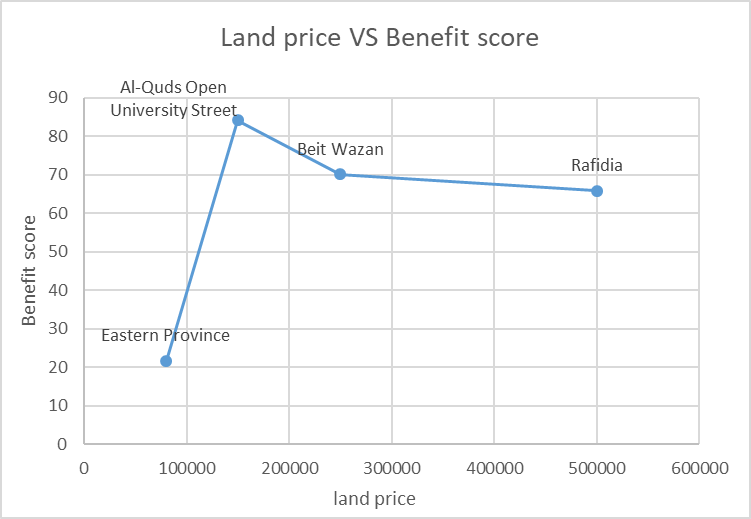 Land price VS Benefit score
Al-Quds Open
University Street
Beit Wazan
Rafidia
Eastern Province
Benefit score
90
80
70
60
50
40
30
20
10
0
0 100000 200000 300000 400000 500000 600000
land price